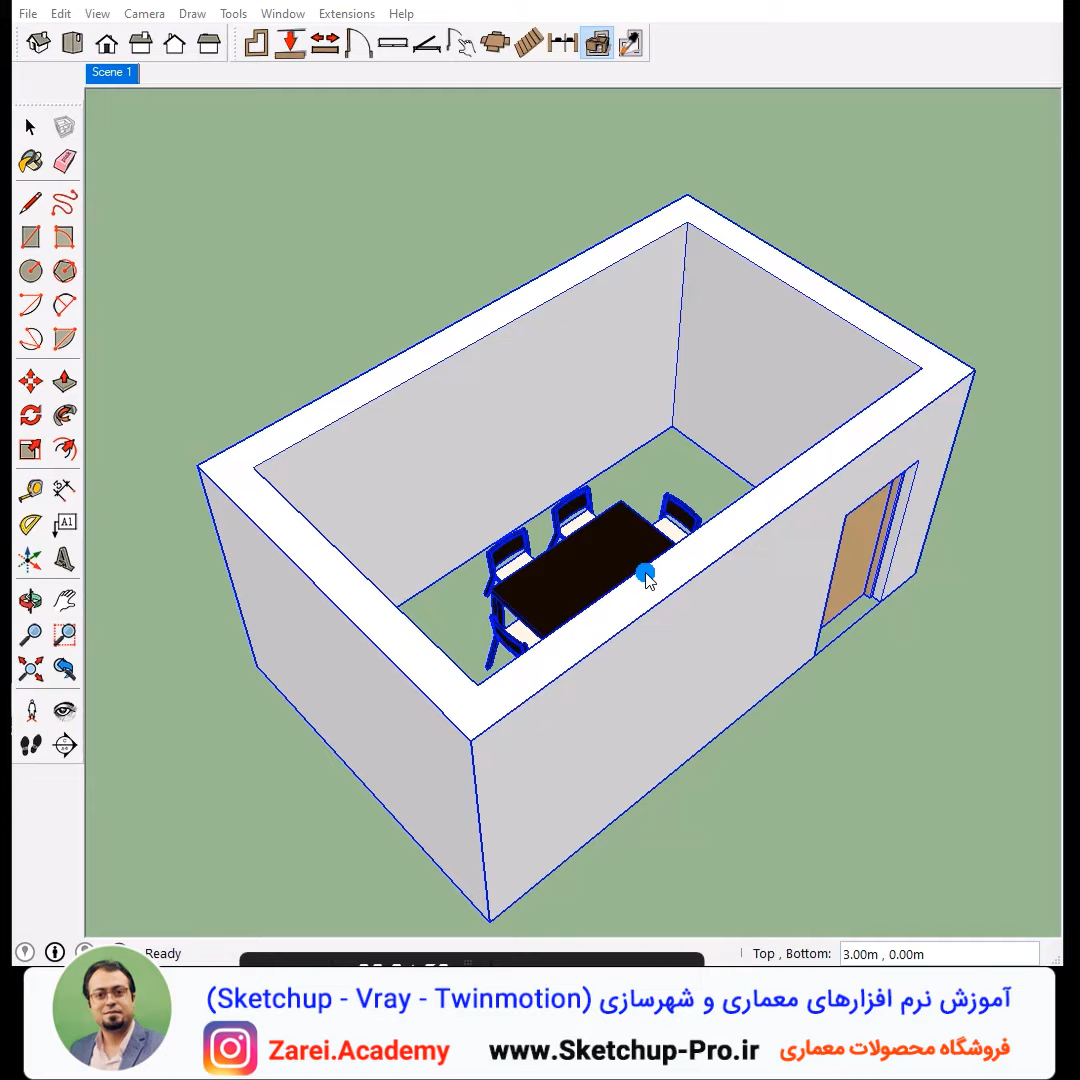 File Edit View Camera Draw Tools Window Extensions Help
Scene 1
A1
Ready
Top , Bottom: 3.00m , 0.00m
آموزش نرم افزارهای معماری و شهرسازی (Sketchup - Vray - Twinmotion)
Zarei.Academy www.Sketchup-Pro.ir فروشگاه محصولات معماری